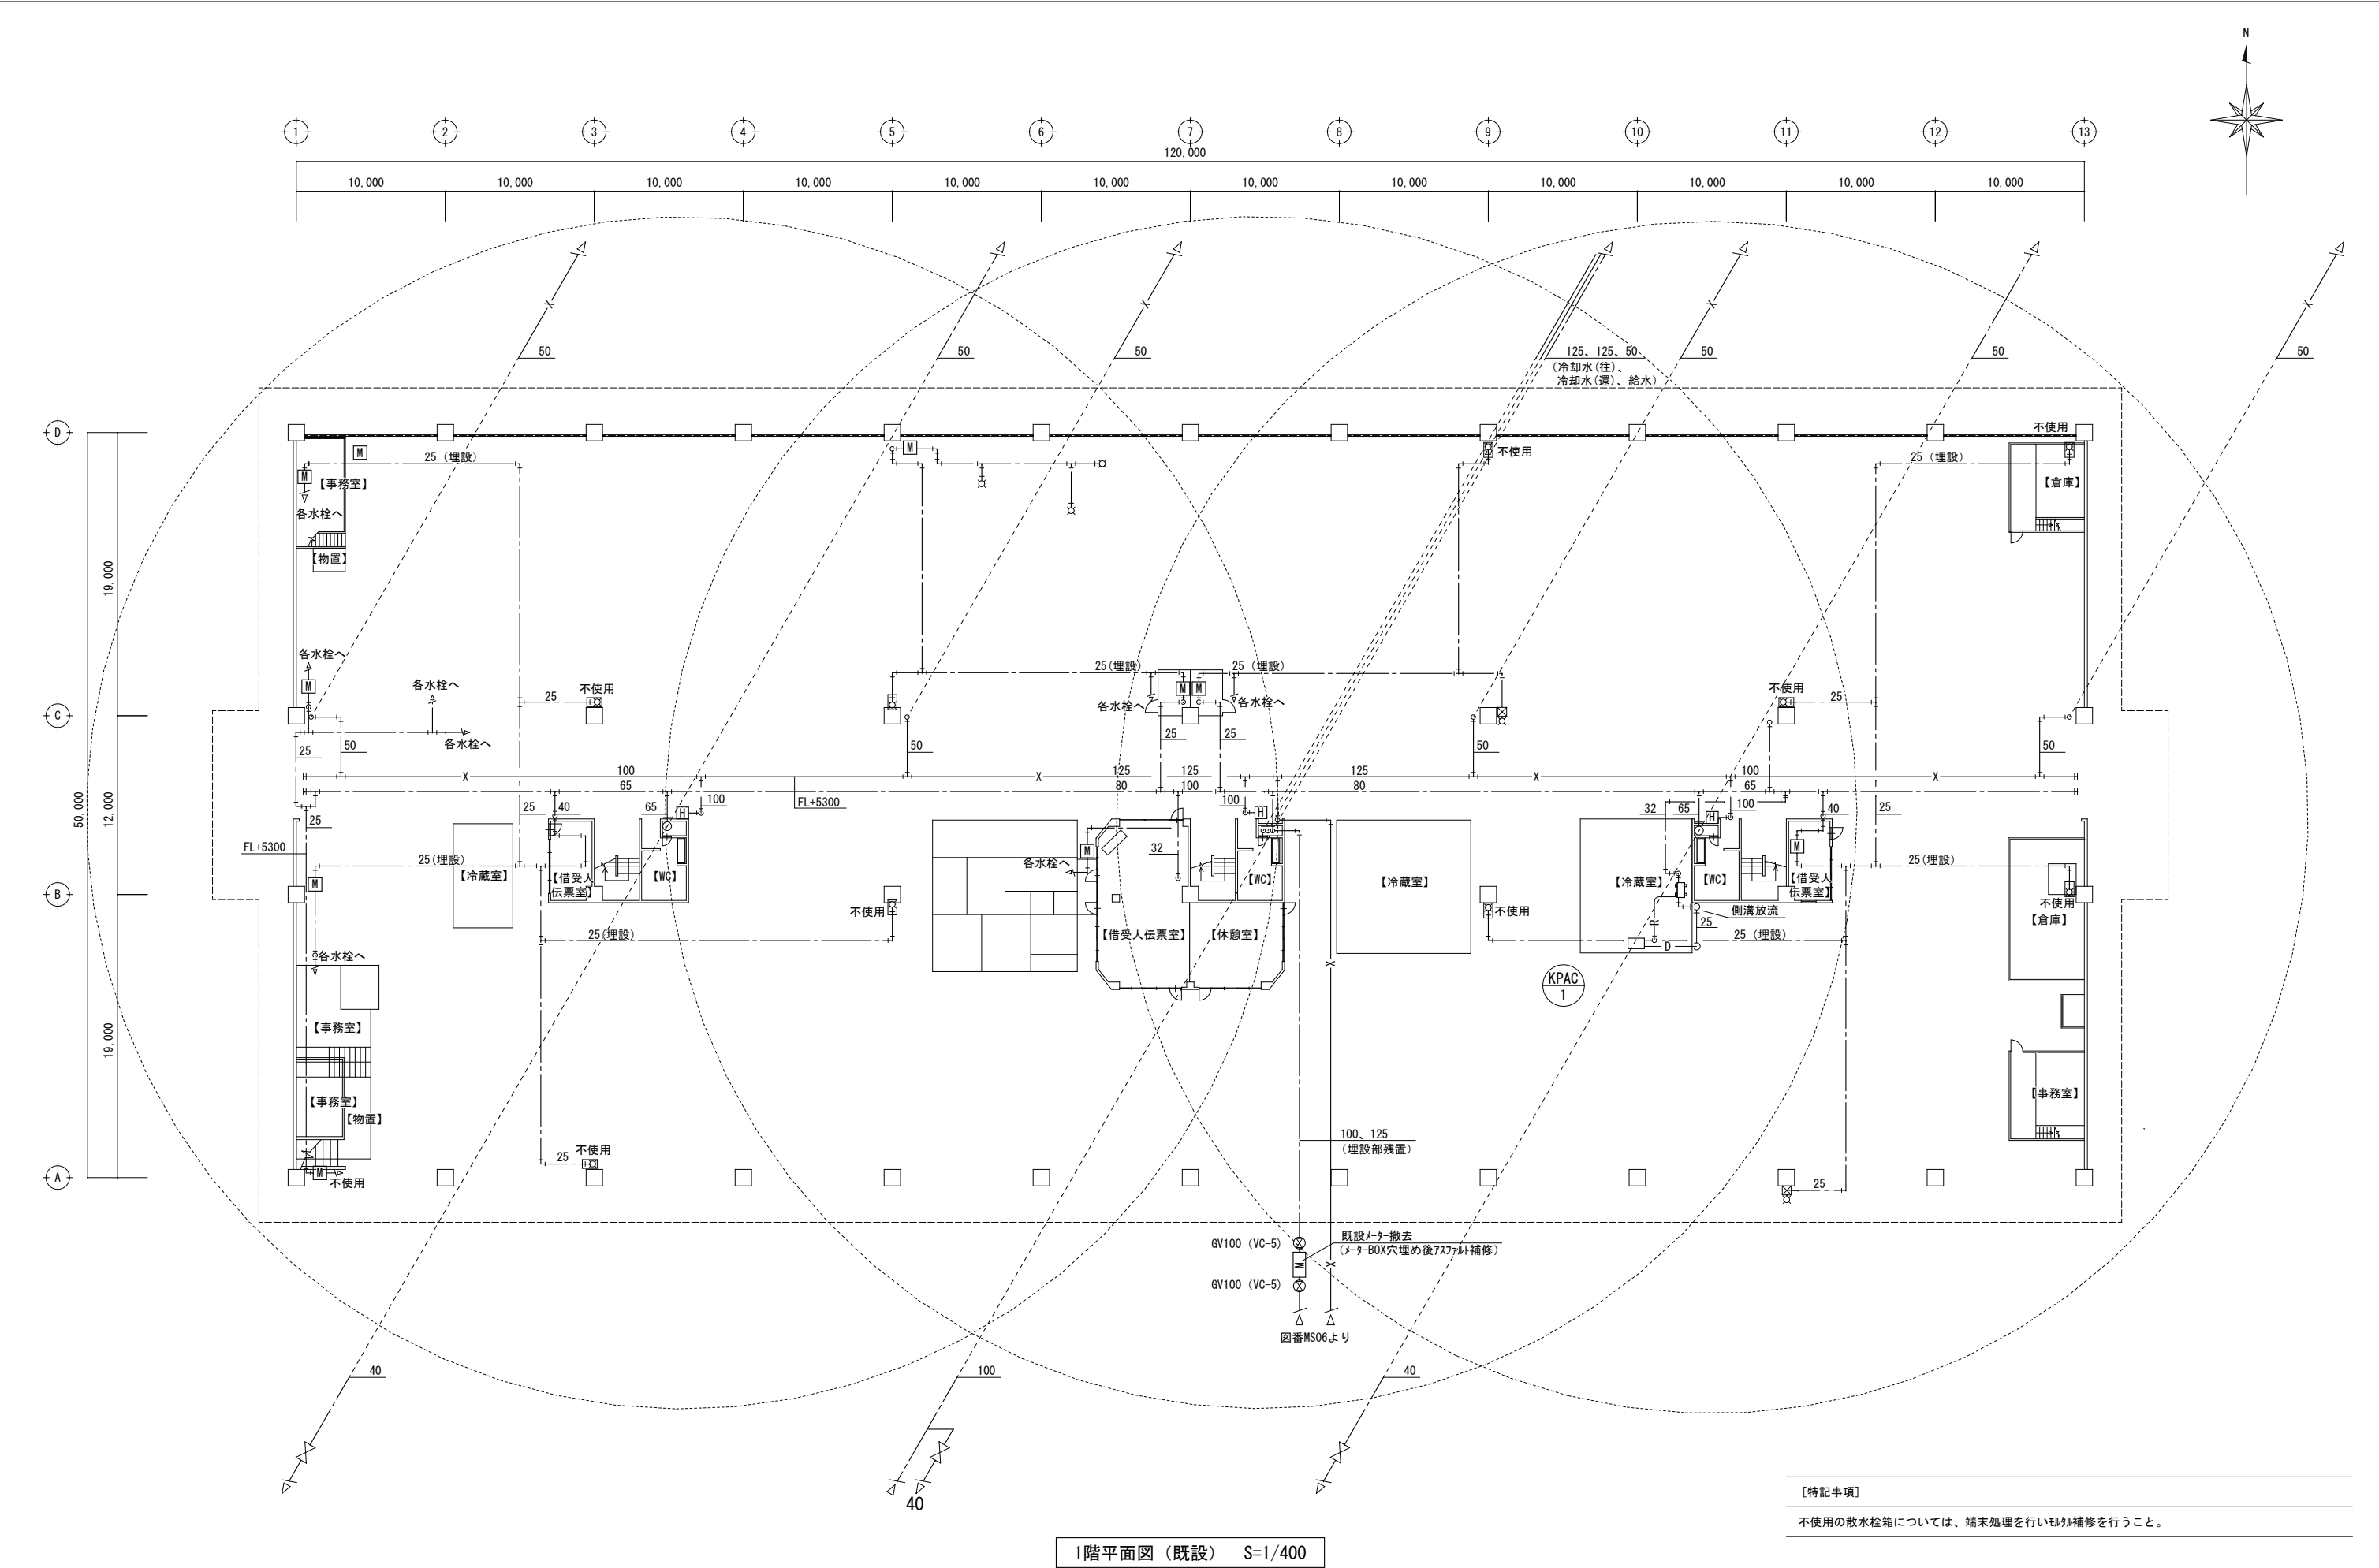 N
1 2 3 4 5 6 7 8 9 10 11 12 13
120,000
10,000 10,000 10,000 10,000 10,000 10,000 10,000 10,000 10,000 10,000 10,000 10,000
50 50 50 125、125、50 50 50 50
(冷却水(往)、
冷却水(還)、給水)
D
不使用
M
M
25 (埋設)
不使用
25 (埋設)
M
【事務室】
【倉庫】
各水栓へ
【物置】
19,000
各水栓へ
25(埋設)
25 (埋設)
M
各水栓へ
不使用
M
M
不使用
25
25
各水栓へ
各水栓へ
C
25
50
各水栓へ
50
25
25
50
50
X
100
X
125
125
125
X
100
X
65
80
100
80
65
50,000
12,000
25
40
65
H
100
FL+5300
100
H
32
65
H
100
40
25
25
FL+5300
25(埋設)
M
各水栓へ
32
M
25(埋設)
M
【冷蔵室】
【借受人
伝票室】
【WC】
【WC】
【冷蔵室】
【冷蔵室】
【WC】
【借受人
伝票室】
B
不使用
不使用
側溝放流
不使用
【倉庫】
R
25
25(埋設)
【借受人伝票室】
【休憩室】
D
25 (埋設)
各水栓へ
X
KPAC
1
【事務室】
19,000
【事務室】
【物置】
【事務室】
100、125
(埋設部残置)
不使用
25
A
M
不使用
25
GV100 (VC-5)
既設メーター撤去
(メーターBOX穴埋め後アスファルト補修)
M
X
GV100 (VC-5)
図番MS06より
40
100
40
40
[特記事項]
不使用の散水栓箱については、端末処理を行いモルタル補修を行うこと。
1階平面図（既設） S=1/400